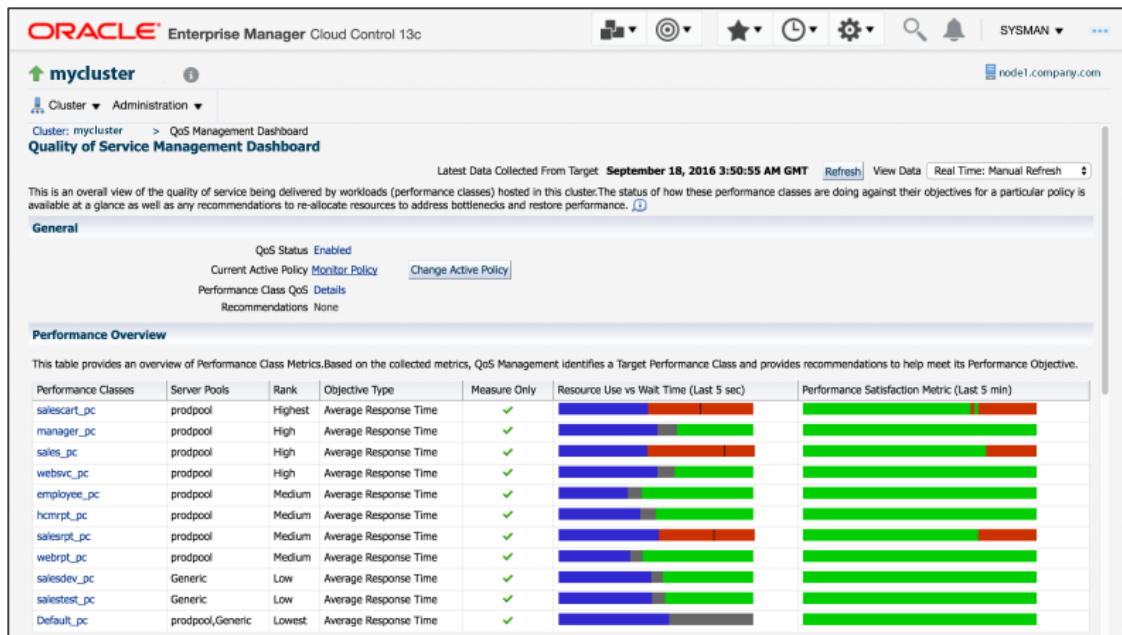 ORACLE Enterprise Manager Cloud Control 13c
SYSMAN
mycluster
node1.company.com
Cluster Administration
Cluster: mycluster > QoS Management Dashboard
Quality of Service Management Dashboard
Latest Data Collected From Target September 18, 2016 3:50:55 AM GMT Refresh View Data Real Time: Manual Refresh
This is an overall view of the quality of service being delivered by workloads (performance classes) hosted in this cluster.The status of how these performance classes are doing against their objectives for a particular policy is
available at a glance as well as any recommendations to re-allocate resources to address bottlenecks and restore performance.
General
QoS Status Enabled
Current Active Policy Monitor Policy Change Active Policy
Performance Class QoS Details
Recommendations None
Performance Overview
This table provides an overview of Performance Class Metrics.Based on the collected metrics, QoS Management identifies a Target Performance Class and provides recommendations to help meet its Performance Objective.
Performance Classes Server Pools Rank Objective Type Measure Only Resource Use vs Wait Time (Last 5 sec) Performance Satisfaction Metric (Last 5 min)
salescart_pc prodpool Highest Average Response Time
manager_pc prodpool High Average Response Time
sales_pc prodpool High Average Response Time
websvc_pc prodpool High Average Response Time
employee_pc prodpool Medium Average Response Time
hcmrpt_pc prodpool Medium Average Response Time
salesrpt_pc prodpool Medium Average Response Time
webrpt_pc prodpool Medium Average Response Time
salesdev_pc Generic Low Average Response Time
salestest_pc Generic Low Average Response Time
Default_pc prodpool,Generic Lowest Average Response Time